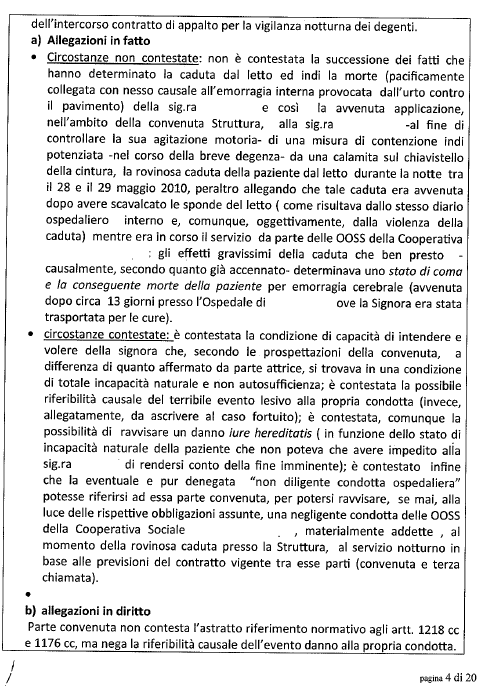 dell'intercorso contratto di appalto per la vigilanza notturna dei degenti.
a) Allegazioni in fatto
• Circostanze non contestate: non è contestata la successione dei fatti che
hanno determinato la caduta dal letto ed indi la morte (pacificamente
collegata con nesso causale all'emorragia interna provocata dall'urto contro
il pavimento) della sig.ra e così la avvenuta applicazione,
nell'ambito della convenuta Struttura, alla sig.ra -al fine di
controllare la sua agitazione motoria- di una misura di contenzione indi
potenziata -nel corso della breve degenza- da una calamita sul chiavistello
della cintura, la rovinosa caduta della paziente dal letto durante la notte tra
il 28 e il 29 maggio 2010, peraltro allegando che tale caduta era avvenuta
dopo avere scavalcato le sponde del letto ( come risultava dallo stesso diario
ospedaliero interno e, comunque, oggettivamente, dalla violenza della
caduta) mentre era in corso il servizio da parte delle OOSS della Cooperativa
: gli effetti gravissimi della caduta che ben presto -
causalmente, secondo quanto già accennato- determinava uno stato di coma
e la conseguente morte della paziente per emorragia cerebrale (avvenuta
dopo circa 13 giorni presso l'Ospedale di ove la Signora era stata
trasportata per le cure).
• circostanze contestate: è contestata la condizione di capacità di intendere e
volere della signora che, secondo le prospettazioni della convenuta, a
differenza di quanto affermato da parte attrice, si trovava in una condizione
di totale incapacità naturale e non autosufficienza; è contestata la possibile
riferibilità causale del terribile evento lesivo alla propria condotta (invece,
allegatamente, da ascrivere al caso fortuito); è contestata, comunque la
possibilità di ravvisare un danno iure hereditatis ( in funzione dello stato di
incapacità naturale della paziente che non poteva che avere impedito alla
sig.ra di rendersi conto della fine imminente); è contestato infine
che la eventuale e pur denegata "non diligente condotta ospedaliera"
potesse riferirsi ad essa parte convenuta, per potersi ravvisare, se mai, alla
luce delle rispettive obbligazioni assunte, una negligente condotta delle OOSS
della Cooperativa Sociale , materialmente addette , al
momento della rovinosa caduta presso la Struttura, al servizio notturno in
base alle previsioni del contratto vigente tra esse parti (convenuta e terza
chiamata).
•
b) allegazioni in diritto
Parte convenuta non contesta l'astratto riferimento normativo agli artt. 1218 cc
e 1176 cc, ma nega la riferibilità causale dell'evento danno alla propria condotta.
pagina 4 di 20